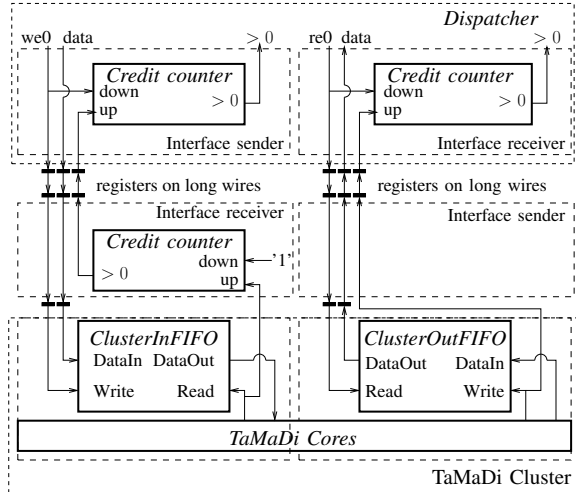 Dispatcher
we0 data >0 re0 data >0
Credit counter
down
up
> 0
Interface sender
Credit counter
down
up
> 0
Interface receiver
registers on long wires registers on long wires
Interface receiver
Credit counter
> 0
down
up
'1'
Interface sender
ClusterInFIFO
DataIn DataOut
Write Read
ClusterOutFIFO
DataOut DataIn
Read Write
TaMaDi Cores
TaMaDi Cluster